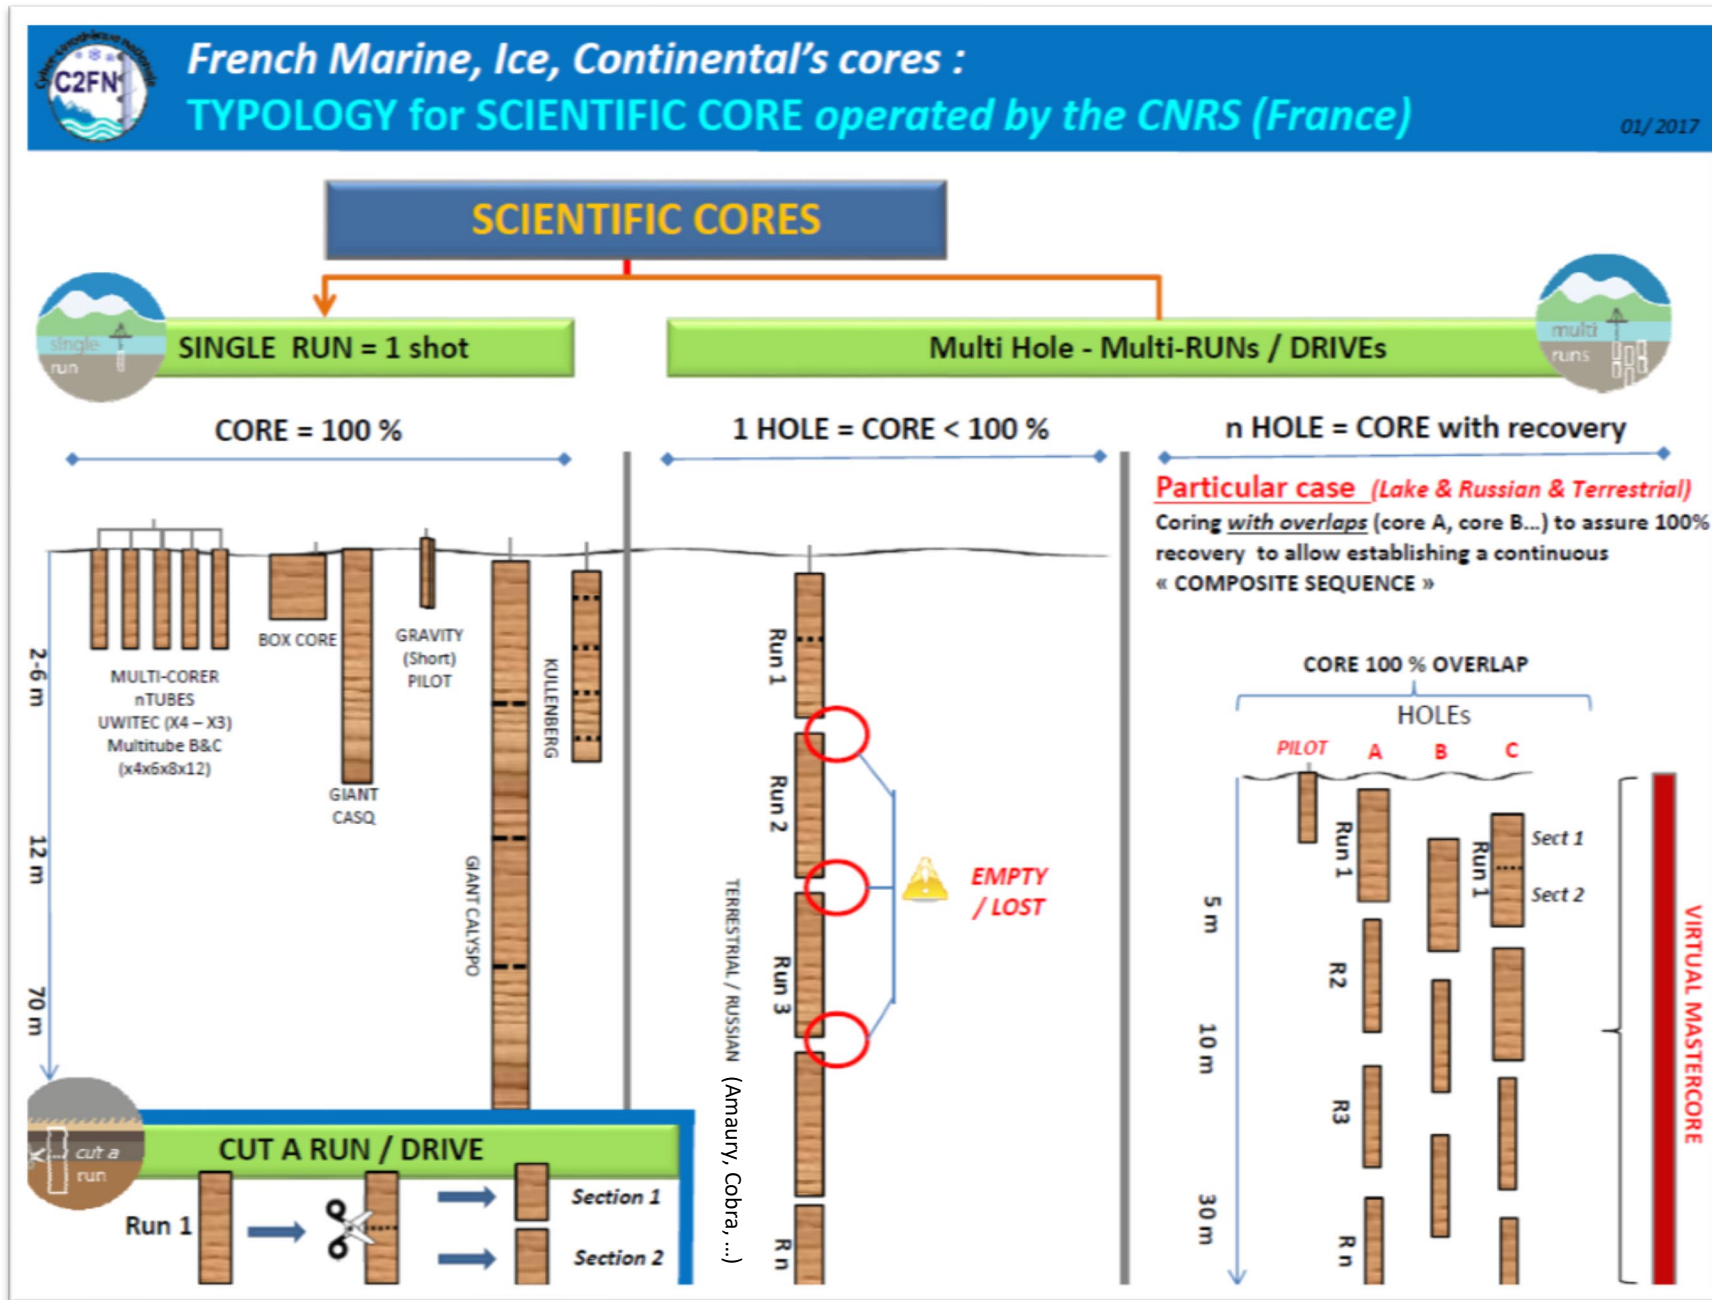 French Marine, Ice, Continental's cores :
TYPOLOGY for SCIENTIFIC CORE operated by the CNRS (France)
01/ 2017
C2FN
SCIENTIFIC CORES
single
run
SINGLE RUN = 1 shot
Multi Hole - Multi-RUNs / DRIVEs
multi
runs
CORE = 100 %
1 HOLE = CORE < 100 %
n HOLE = CORE with recovery
Particular case (Lake & Russian & Terrestrial)
Coring with overlaps (core A, core B...) to assure 100%
recovery to allow establishing a continuous
« COMPOSITE SEQUENCE »
2-6 m
12 m
70 m
MULTI-CORER
nTUBES
UWITEC (X4 – X3)
Multitube B&C
(x4x6x8x12)
BOX CORE
GIANT
CASQ
GRAVITY
(Short)
PILOT
GIANT CALYSPO
KULLENBERG
Run 1
Run 2
Run 3
R n
TERRESTRIAL / RUSSIAN (Amaury, Cobra, ...)
EMPTY
/ LOST
CORE 100 % OVERLAP
HOLEs
PILOT
A
B
C
Run 1
R2
R3
R n
Run 1
Sect 1
Sect 2
5 m
10 m
30 m
VIRTUAL MASTERCORE
cut a
run
CUT A RUN / DRIVE
Run 1
Section 1
Section 2